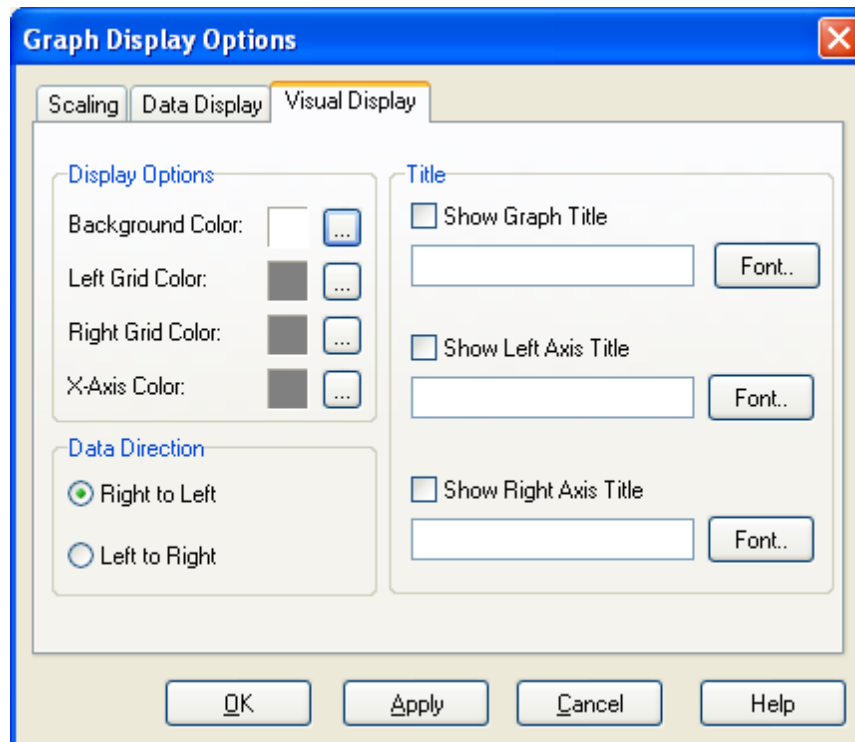 Graph Display Options
Scaling
Data Display
Visual Display
Display Options
Background Color:
...
Left Grid Color:
...
Right Grid Color:
...
X-Axis Color:
...
Data Direction
Right to Left
Left to Right
Title
Show Graph Title
Font..
Show Left Axis Title
Font..
Show Right Axis Title
Font..
OK
Apply
Cancel
Help